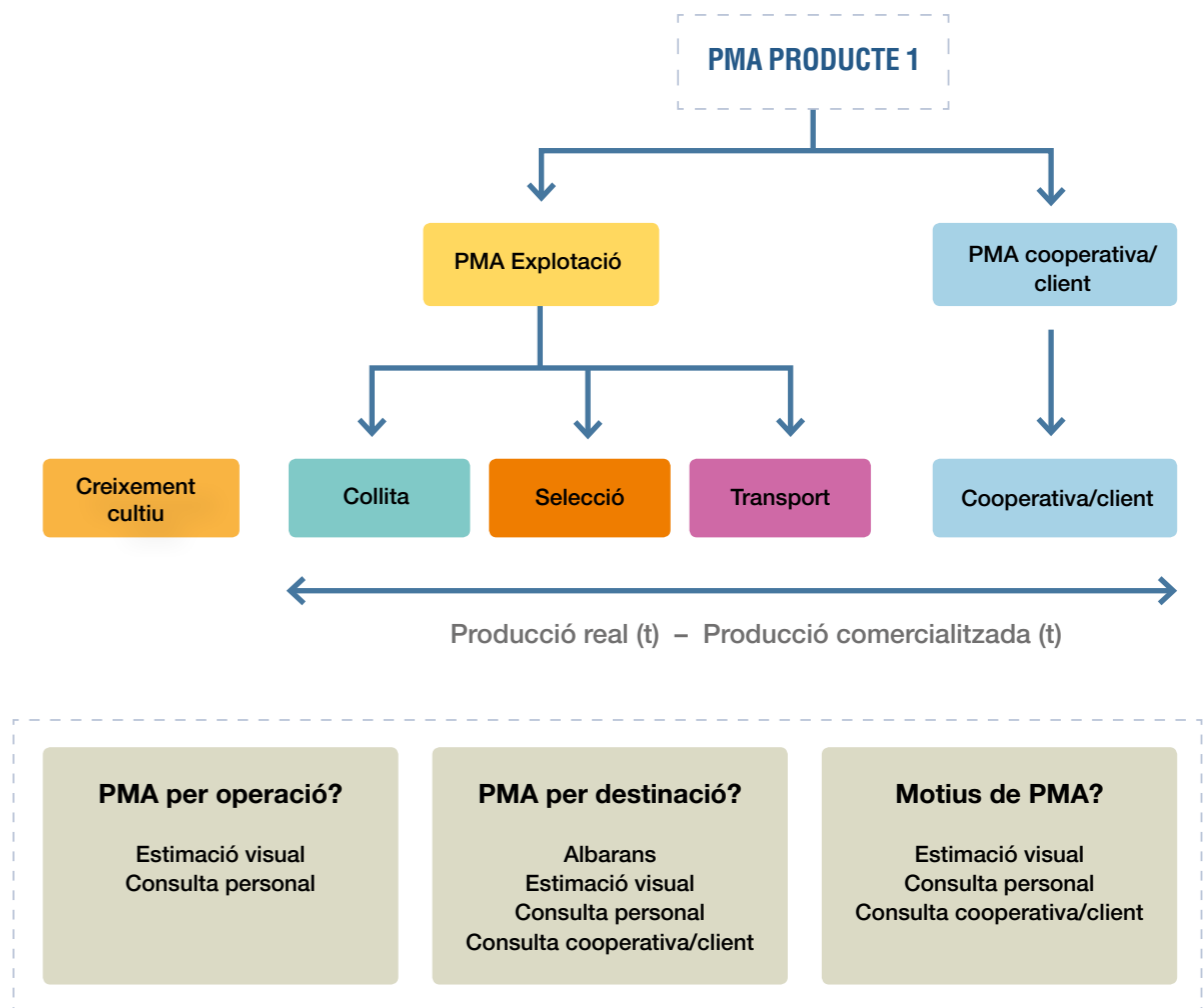 PMA PRODUCTE 1
PMA Explotació
PMA cooperativa/
client
Creixement
cultiu
Collita
Selecció
Transport
Cooperativa/client
Producció real (t) – Producció comercialitzada (t)
PMA per operació?
Estimació visual
Consulta personal
PMA per destinació?
Albarans
Estimació visual
Consulta personal
Consulta cooperativa/client
Motius de PMA?
Estimació visual
Consulta personal
Consulta cooperativa/client